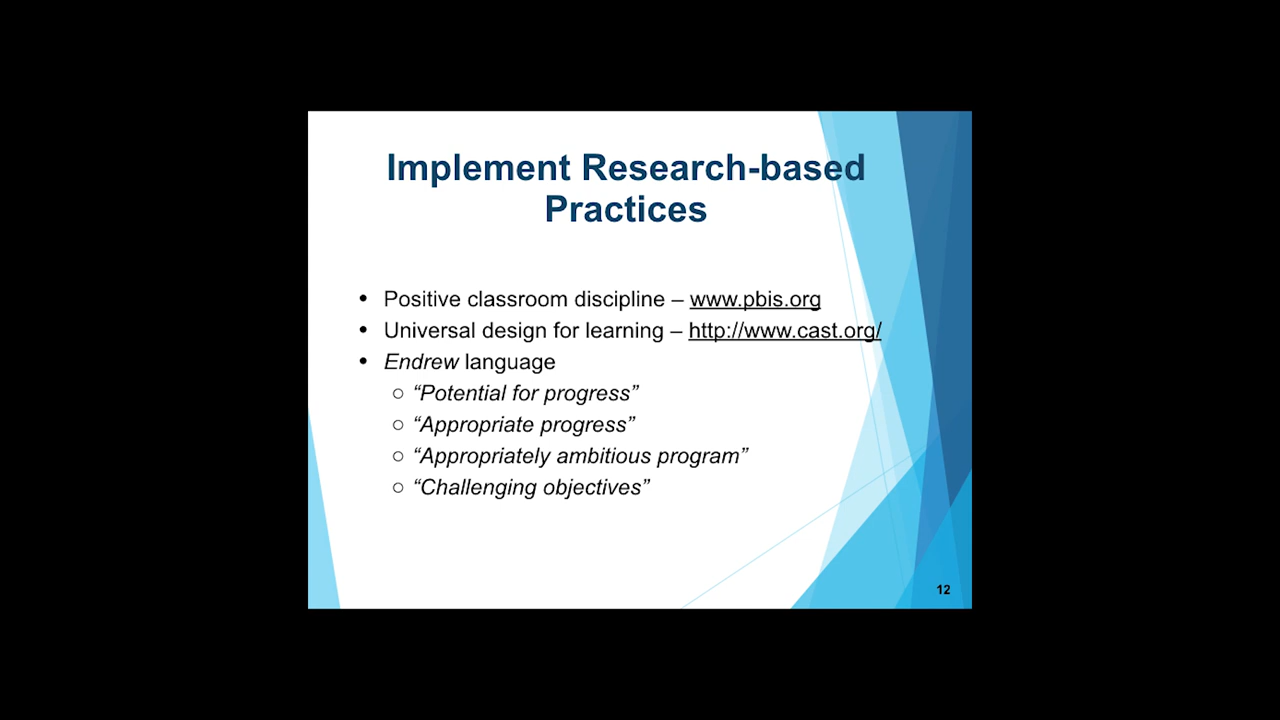 Implement Research-based
Practices
• Positive classroom discipline – www.pbis.org
• Universal design for learning – http://www.cast.org/
• Endrew language
○ “Potential for progress”
○ “Appropriate progress”
○ “Appropriately ambitious program”
○ “Challenging objectives”
12